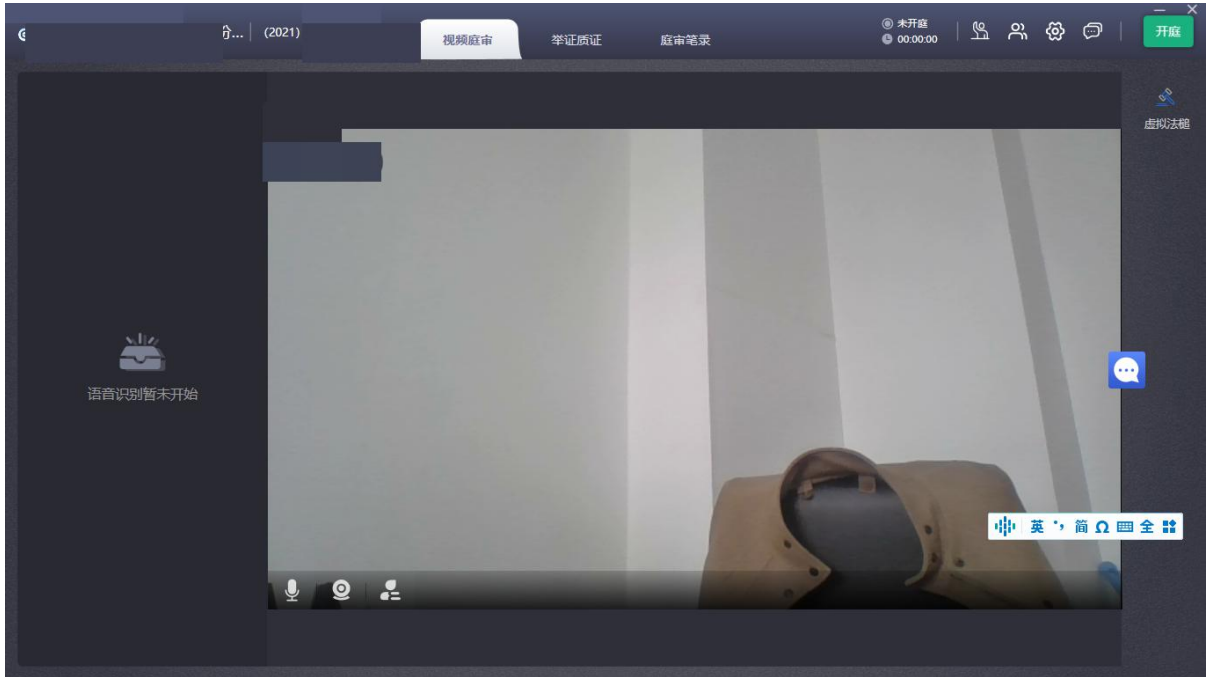 分... (2021)
视频庭审 举证质证 庭审笔录
未开庭
00:00:00
开庭
虚拟法槌
语音识别暂未开始
英 简 Ω 全